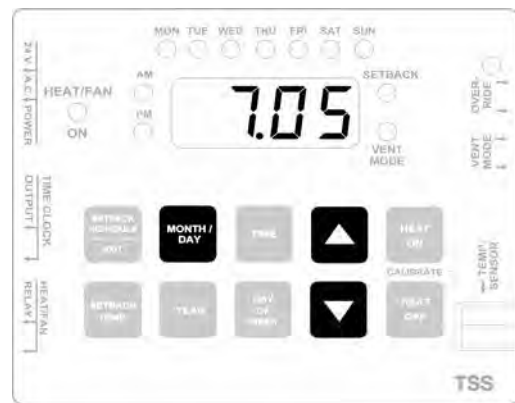 MON TUE WED THU FRI SAT SUN
24 V. A.C. POWER
HEAT/FAN
ON
AM
PM
7.05
SETBACK
VENT
MODE
OVER-
RIDE
VENT
MODE
TIME CLOCK
OUTPUT
SETBACK
SCHEDULE
EXIT
MONTH /
DAY
TIME
HEAT
ON
CALIBRATE
TEMP.
SENSOR
HEAT/FAN
RELAY
SETBACK
TEMP
YEAR
DAY
OF
WEEK
HEAT
OFF
TSS